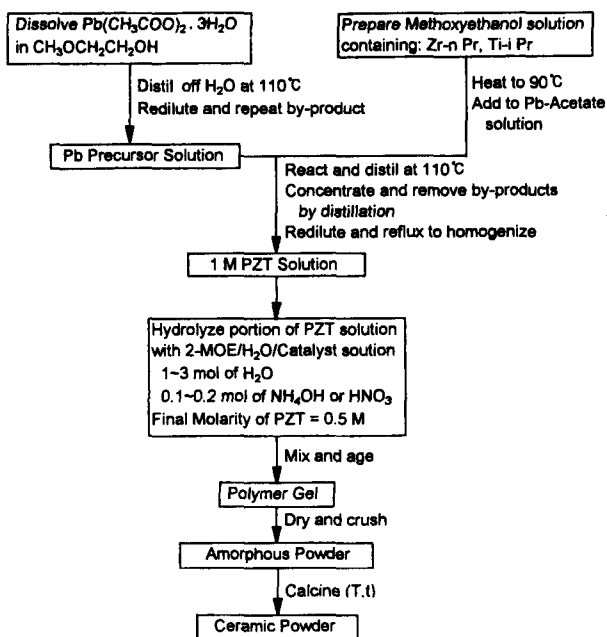 Dissolve Pb(CH₃COO)₂ . 3H₂O
in CH₃OCH₂CH₂OH
Prepare Methoxyethanol solution
containing: Zr-n Pr, Ti-i Pr
Distil off H₂O at 110℃
Redilute and repeat by-product
Heat to 90℃
Add to Pb-Acetate
solution
Pb Precursor Solution
React and distil at 110℃
Concentrate and remove by-products
by distillation
Redilute and reflux to homogenize
1 M PZT Solution
Hydrolyze portion of PZT solution
with 2-MOE/H₂O/Catalyst soution
1~3 mol of H₂O
0.1~0.2 mol of NH₄OH or HNO₃
Final Molarity of PZT = 0.5 M
Mix and age
Polymer Gel
Dry and crush
Amorphous Powder
Calcine (T,t)
Ceramic Powder